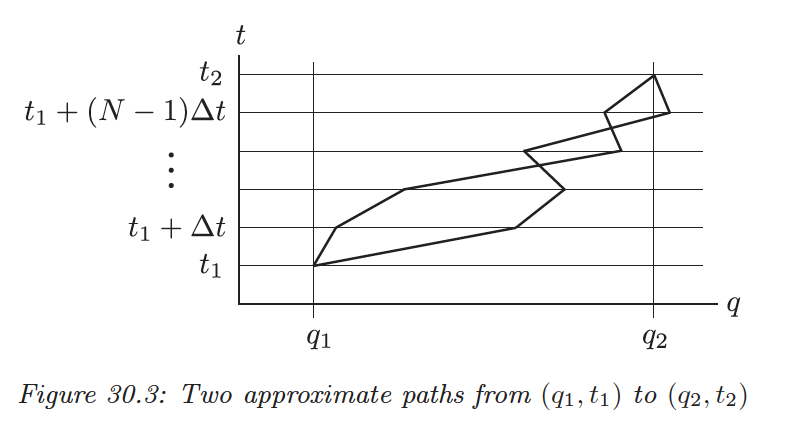 t
t₂
t₁ + (N − 1)Δt
⋮
t₁ + Δt
t₁
q
q₁
q₂
Figure 30.3: Two approximate paths from (q₁, t₁) to (q₂, t₂)